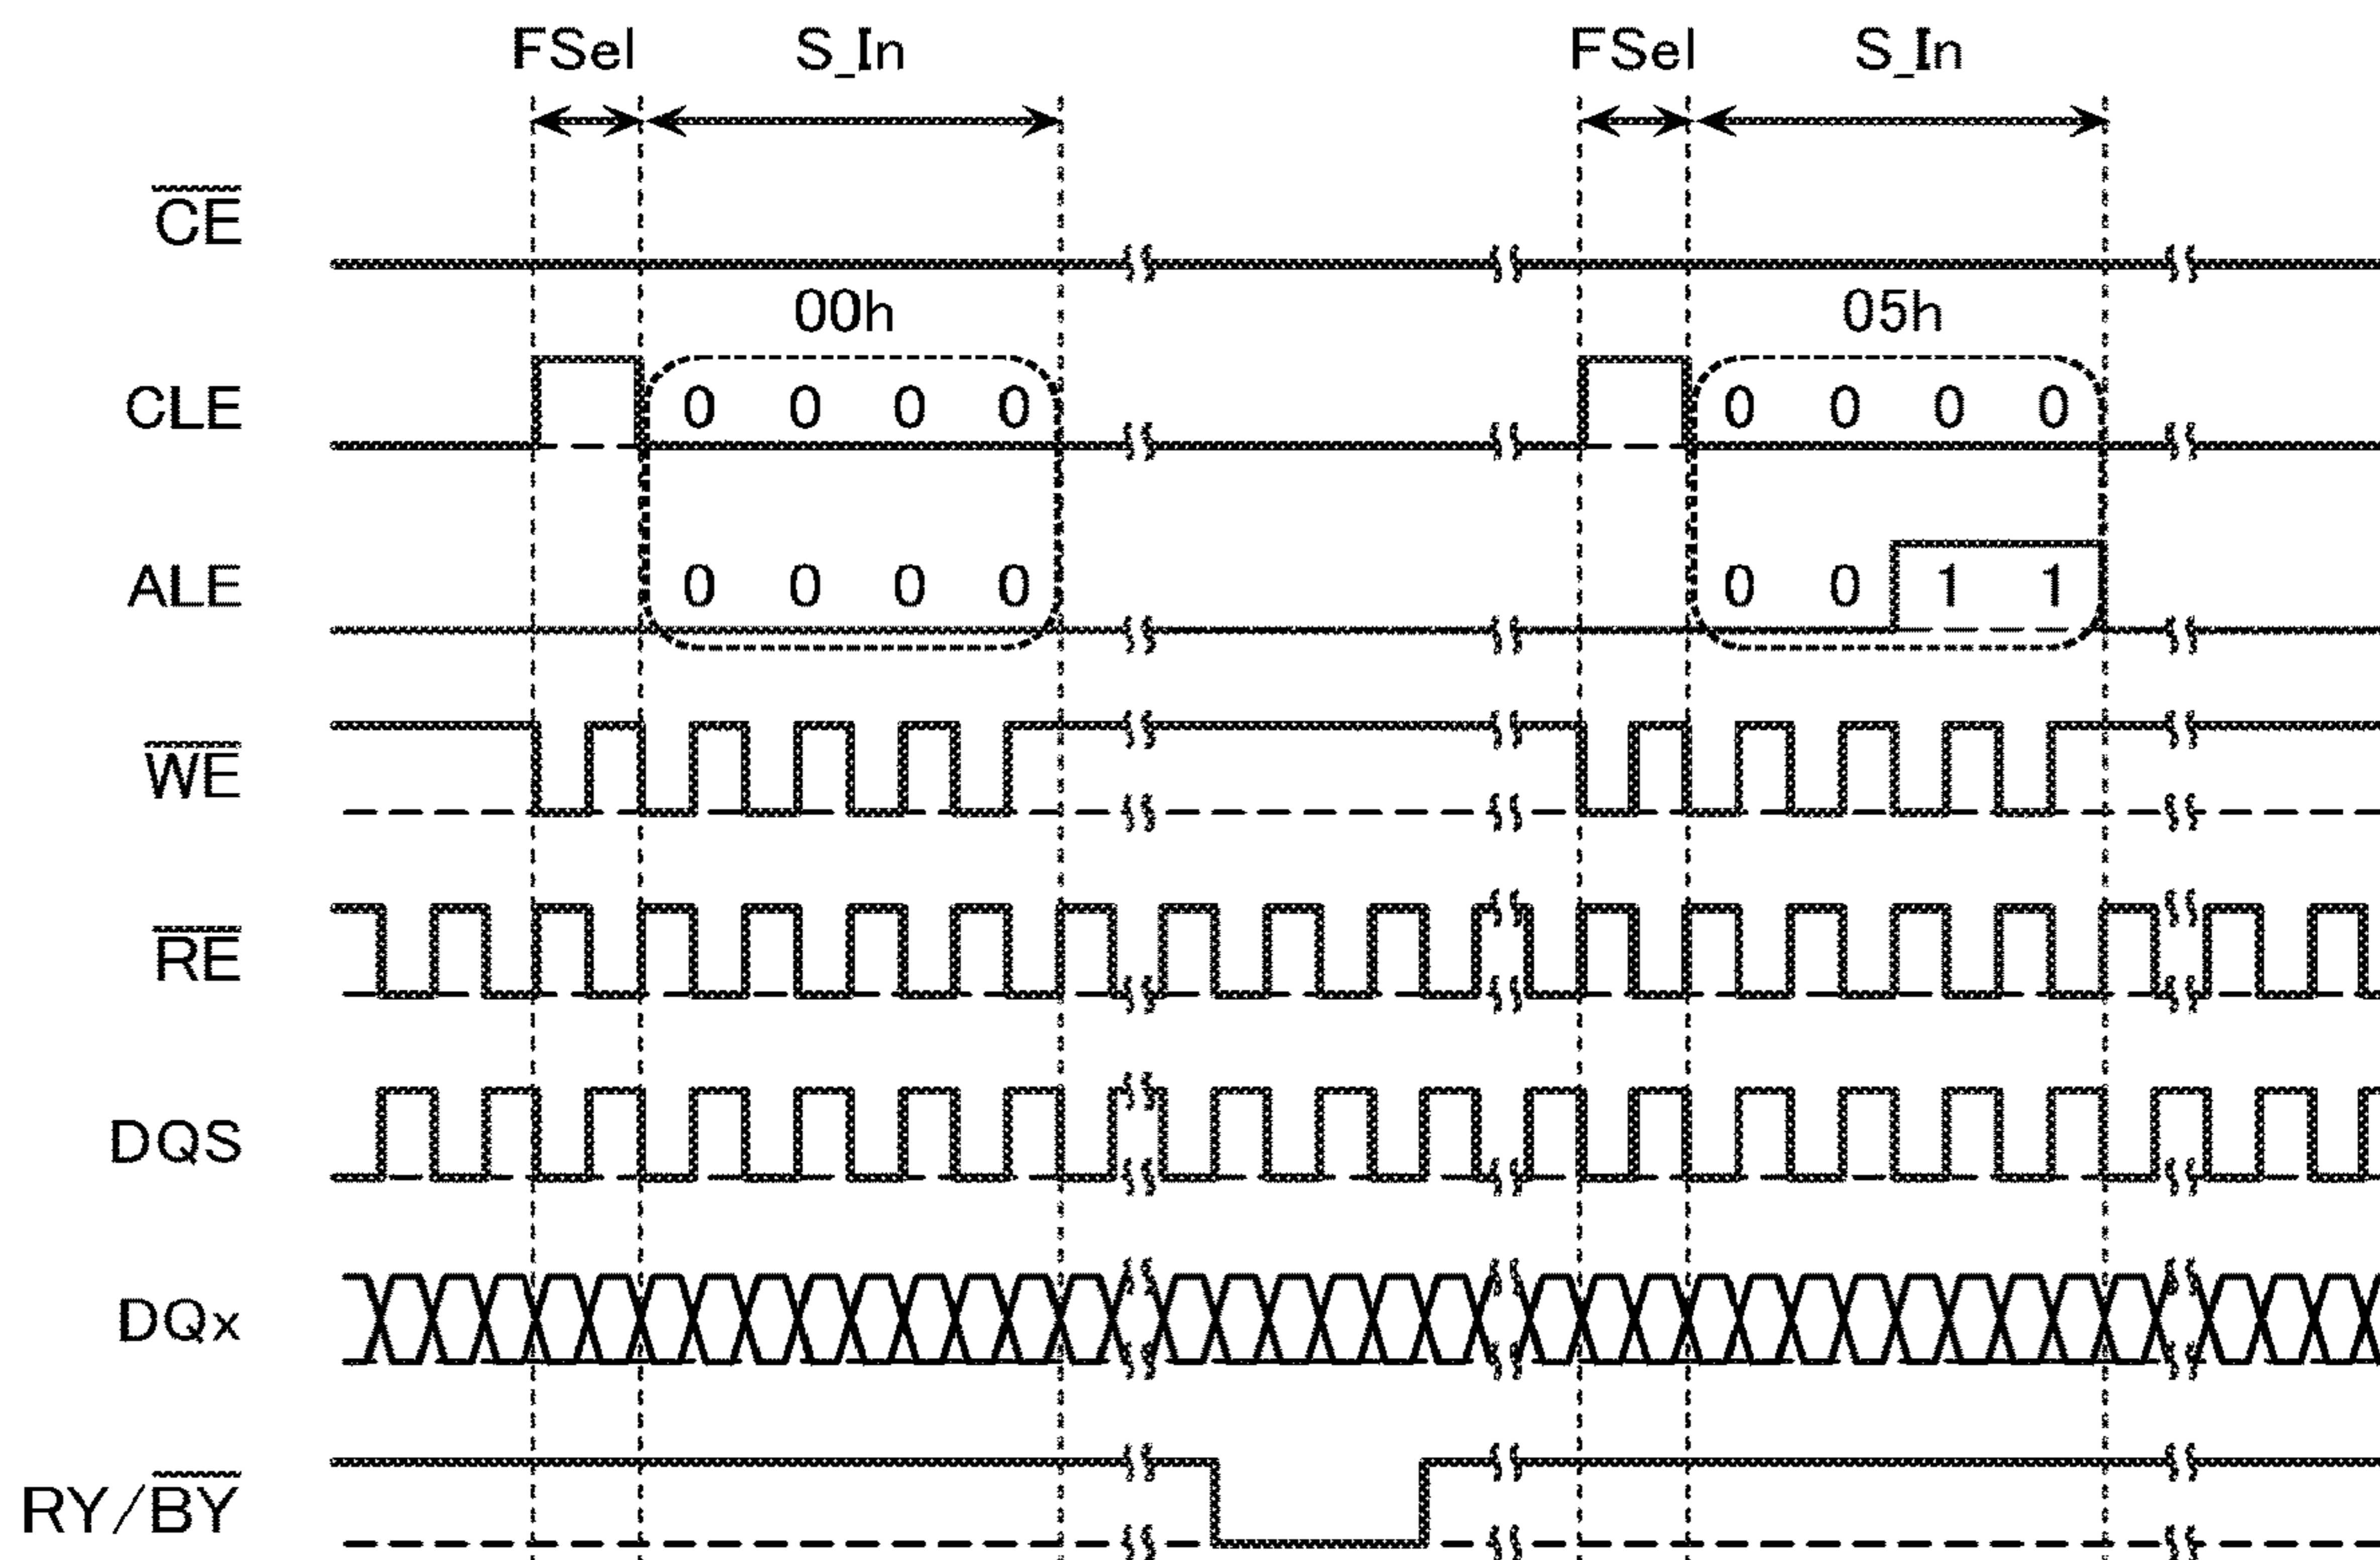 FSel S_In FSel S_In
CE
00h 05h
CLE 0 0 0 0 0 0 0 0
ALE 0 0 0 0 0 0 1 1
WE
RE
DQS
DQx
RY/BY